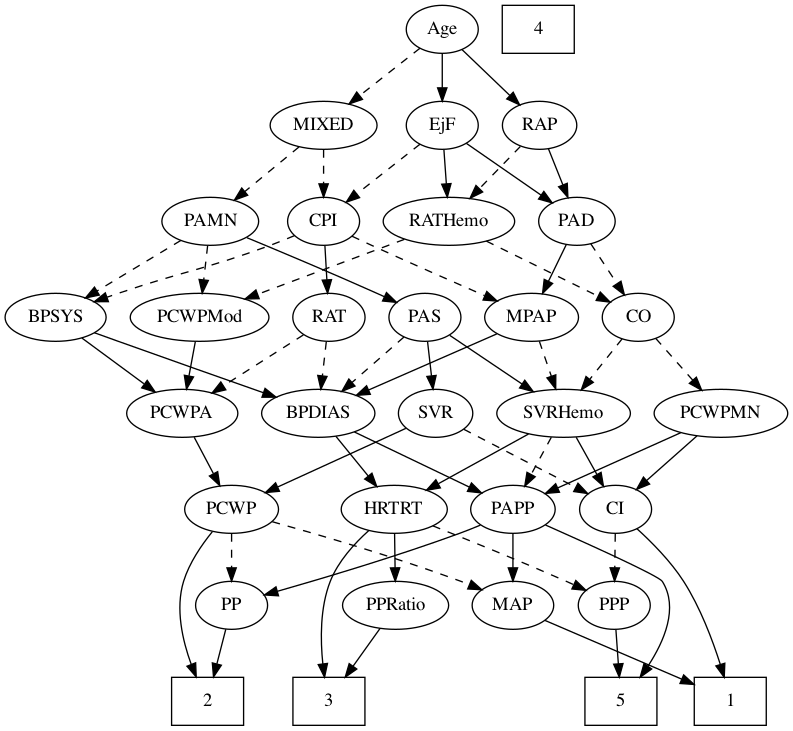 Age 4
MIXED EjF RAP
PAMN CPI RATHemo PAD
BPSYS PCWPMod RAT PAS MPAP CO
PCWPA BPDIAS SVR SVRHemo PCWPMN
PCWP HRTRT PAPP CI
PP PPRatio MAP PPP
2 3 5 1